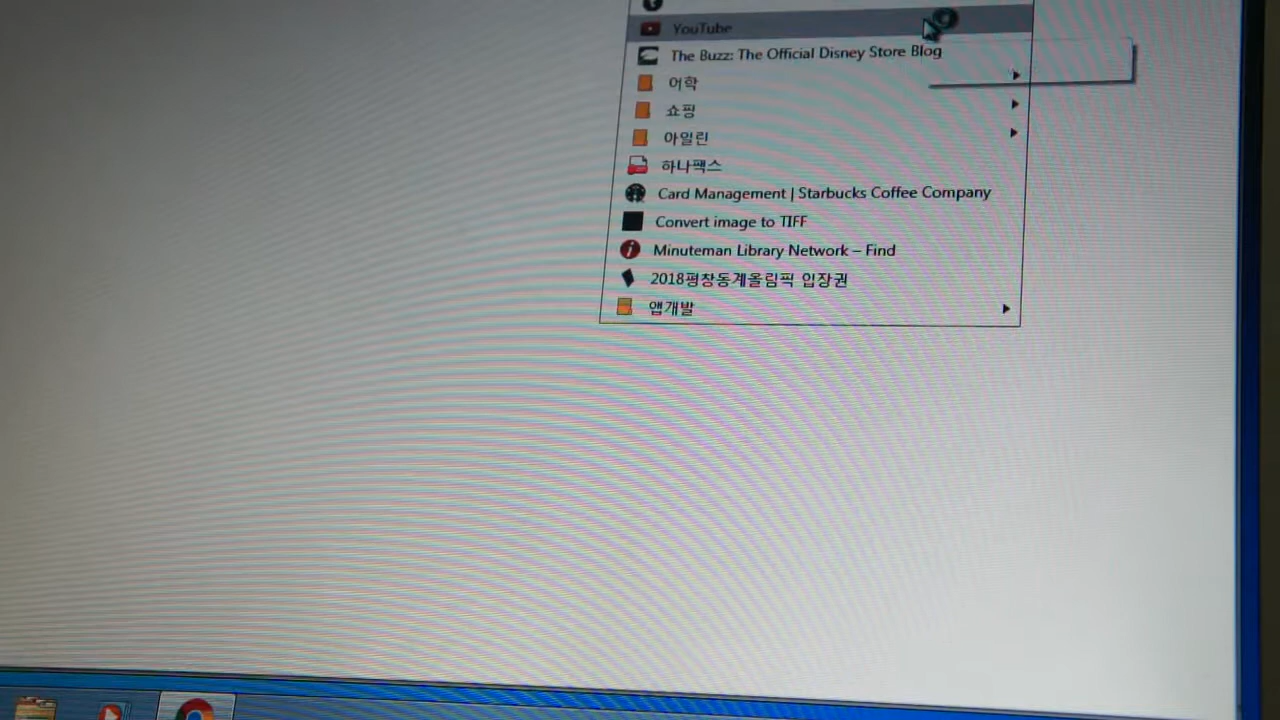 YouTube
The Buzz: The Official Disney Store Blog
어학
쇼핑
아일린
하나팩스
Card Management | Starbucks Coffee Company
Convert image to TIFF
Minuteman Library Network – Find
2018평창동계올림픽 입장권
앱개발